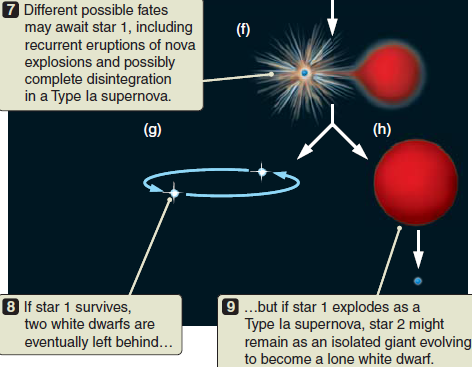 7 Different possible fates
may await star 1, including
recurrent eruptions of nova
explosions and possibly
complete disintegration
in a Type Ia supernova.
(f)
(g)
(h)
8 If star 1 survives,
two white dwarfs are
eventually left behind…
9 …but if star 1 explodes as a
Type Ia supernova, star 2 might
remain as an isolated giant evolving
to become a lone white dwarf.